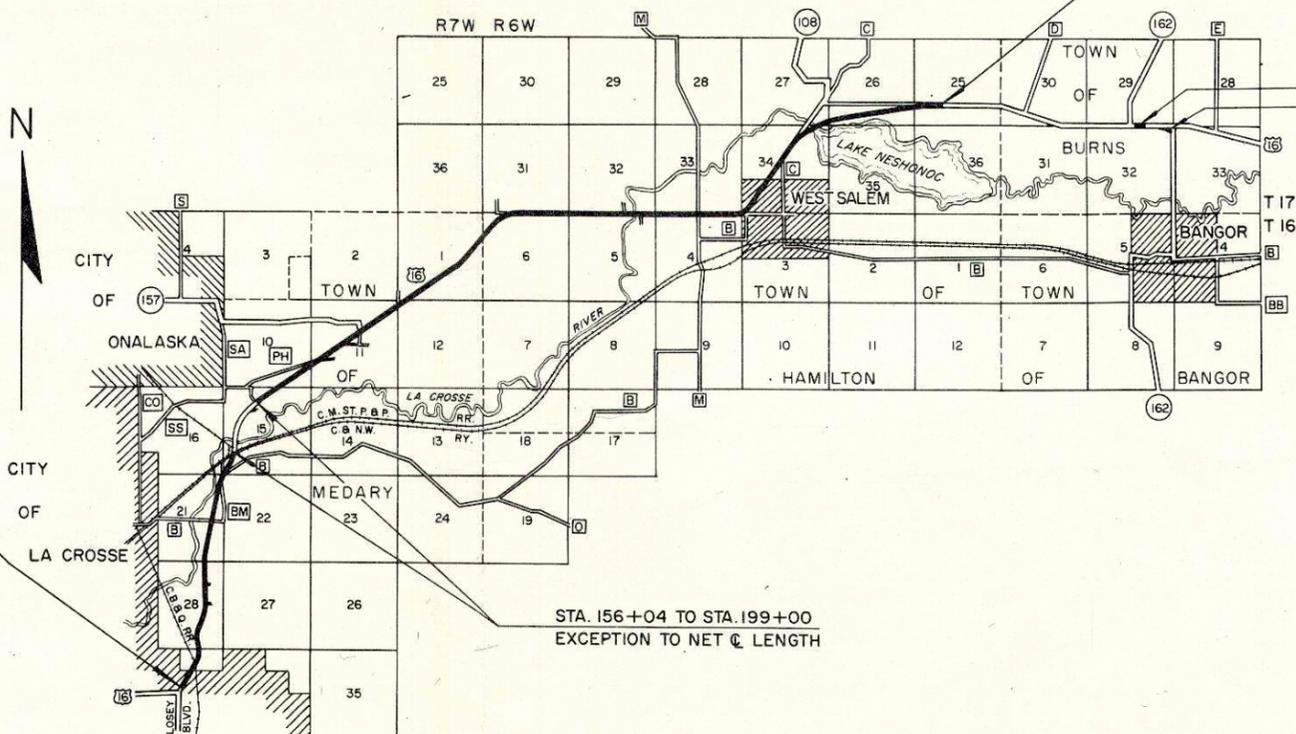 R7W R6W
M
108
C
D
162
E
TOWN
25 30 29 28 27 26 25 30 29 28
OF
N
BURNS
16
36 31 32 33 34 LAKE NESHONOC 36 31 32 33
35
C
WEST SALEM
T 17
S
B
BANGOR
T 16
4 3 2 1 6 5 4 3 2 1 6 5 4
CITY
16
B
B
OF
157
TOWN
TOWN OF TOWN
BB
RIVER
ONALASKA
SA
10
PH
11 12 7 8 9 10 11 12 7 8 9
OF
HAMILTON OF BANGOR
CO
LA CROSSE
B
M
162
SS
16 15 14 13 18 17
C.M. ST. P. & P. RR.
C. & N.W. RY.
CITY
B
MEDARY
OF
21
B
BM
22 23 24 19
O
LA CROSSE
C.B. & Q. RR.
28 27 26
STA. 156+04 TO STA. 199+00
EXCEPTION TO NET ℄ LENGTH
35
16
LOSEY
BLVD.